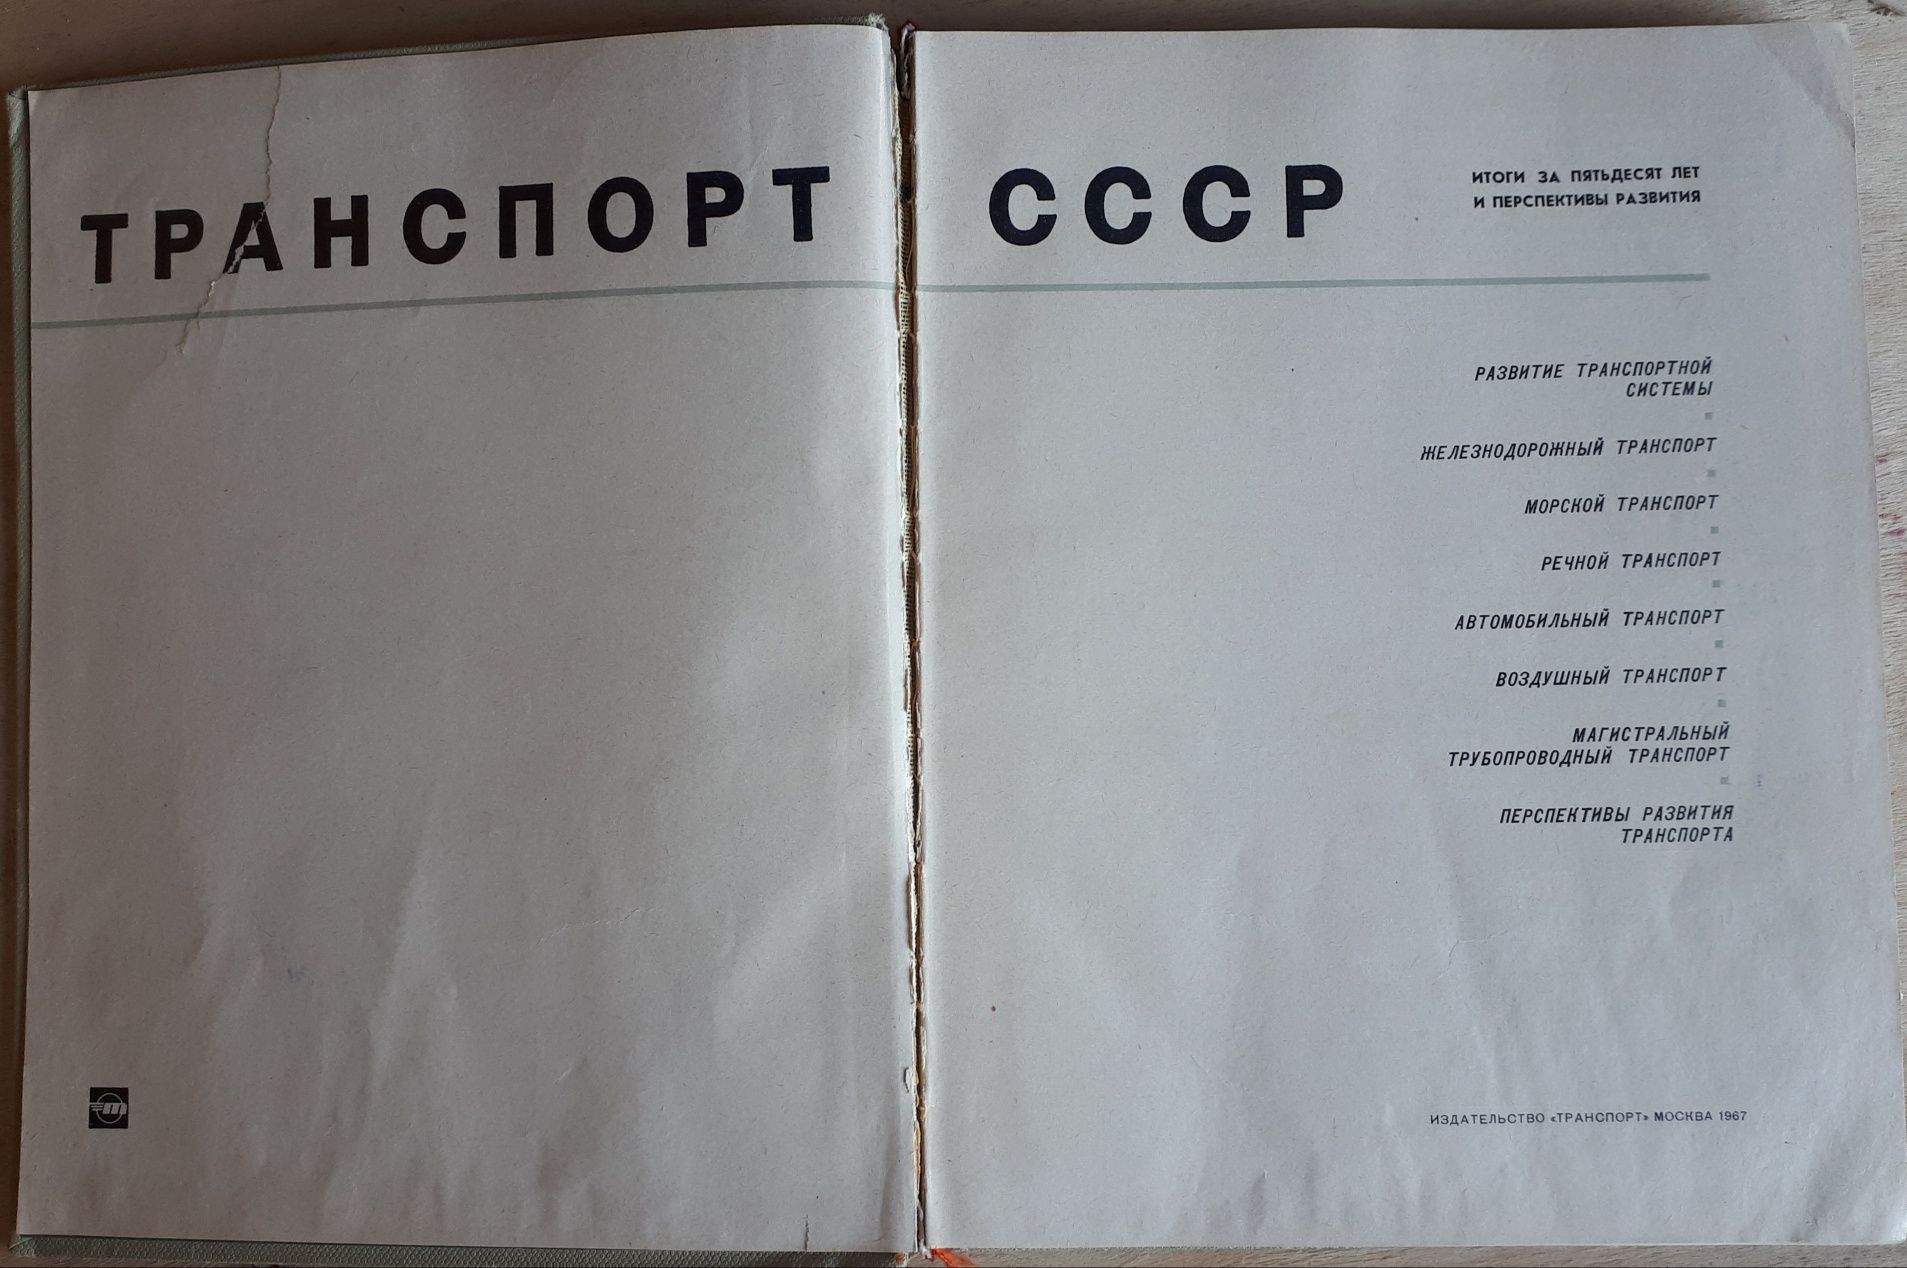 ТРАНСПОРТ СССР
ИТОГИ ЗА ПЯТЬДЕСЯТ ЛЕТ
И ПЕРСПЕКТИВЫ РАЗВИТИЯ
РАЗВИТИЕ ТРАНСПОРТНОЙ
СИСТЕМЫ
ЖЕЛЕЗНОДОРОЖНЫЙ ТРАНСПОРТ
МОРСКОЙ ТРАНСПОРТ
РЕЧНОЙ ТРАНСПОРТ
АВТОМОБИЛЬНЫЙ ТРАНСПОРТ
ВОЗДУШНЫЙ ТРАНСПОРТ
МАГИСТРАЛЬНЫЙ
ТРУБОПРОВОДНЫЙ ТРАНСПОРТ
ПЕРСПЕКТИВЫ РАЗВИТИЯ
ТРАНСПОРТА
ИЗДАТЕЛЬСТВО «ТРАНСПОРТ» МОСКВА 1967